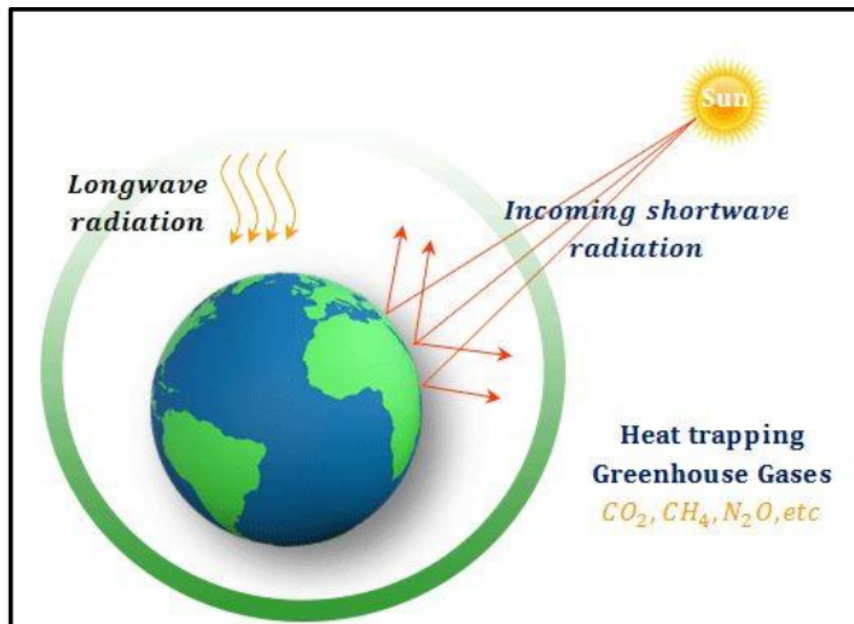 Sun
Longwave
radiation
Incoming shortwave
radiation
Heat trapping
Greenhouse Gases
CO₂, CH₄, N₂O, etc